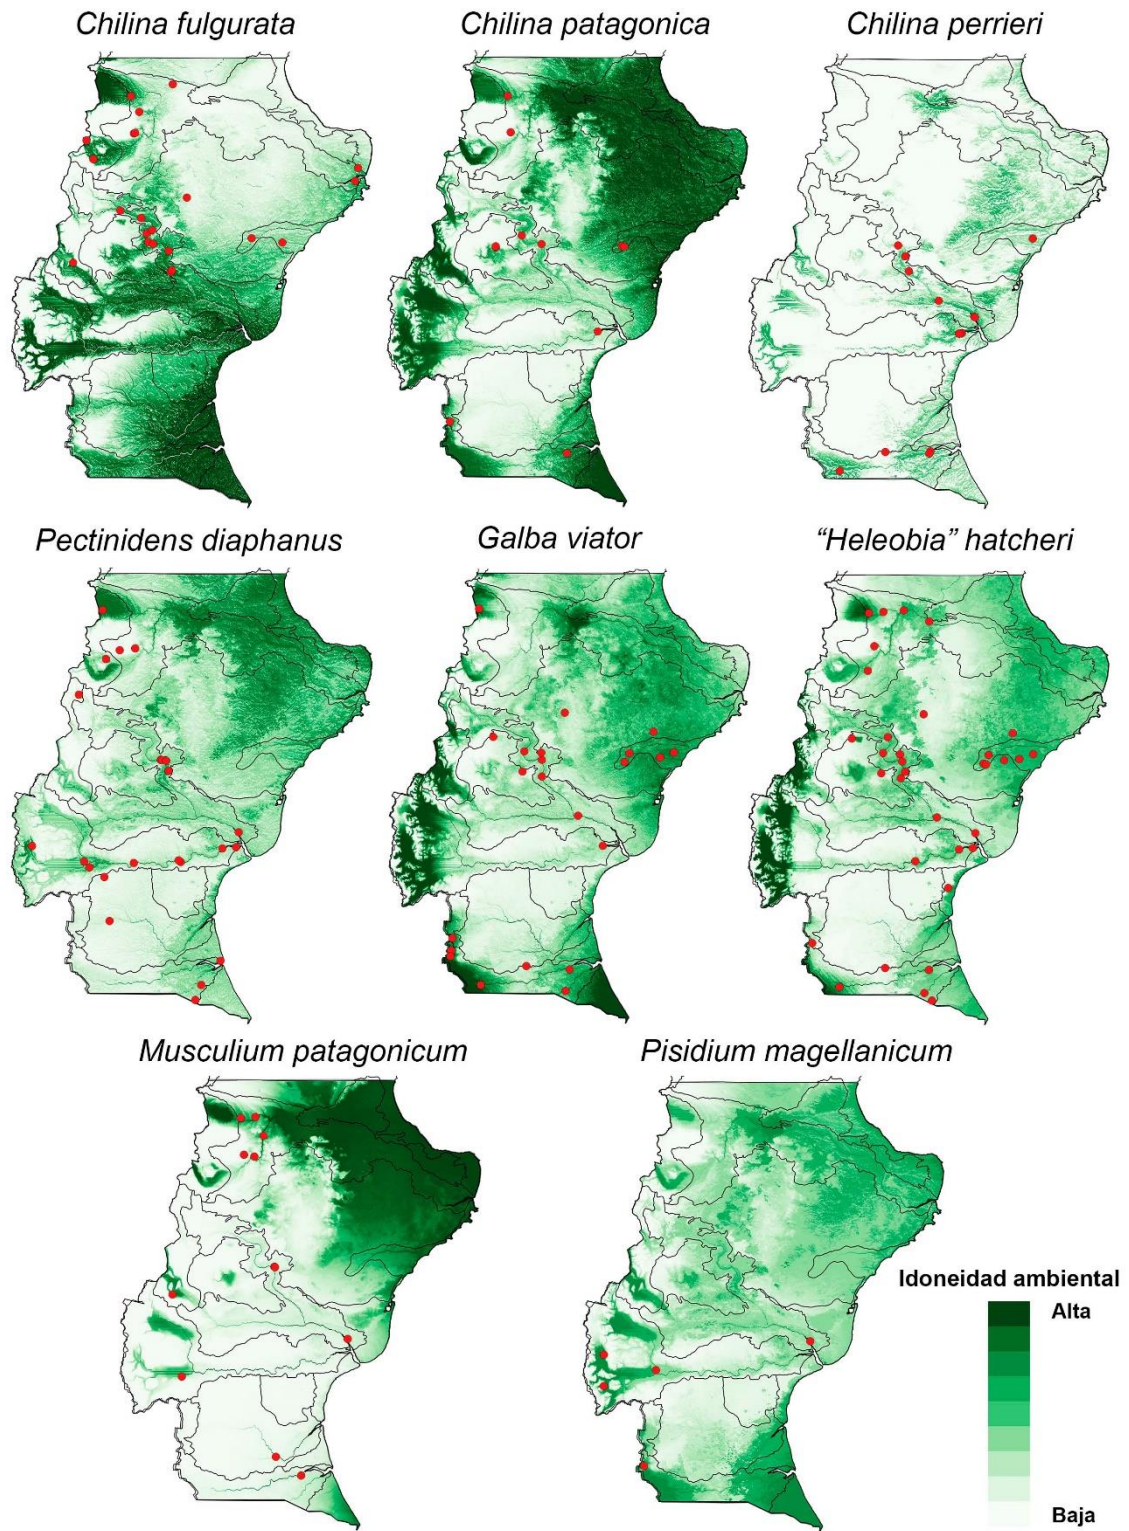 Chilina fulgurata
Chilina patagonica
Chilina perrieri
Pectinidens diaphanus
Galba viator
“Heleobia” hatcheri
Musculium patagonicum
Pisidium magellanicum
Idoneidad ambiental
Alta
Baja